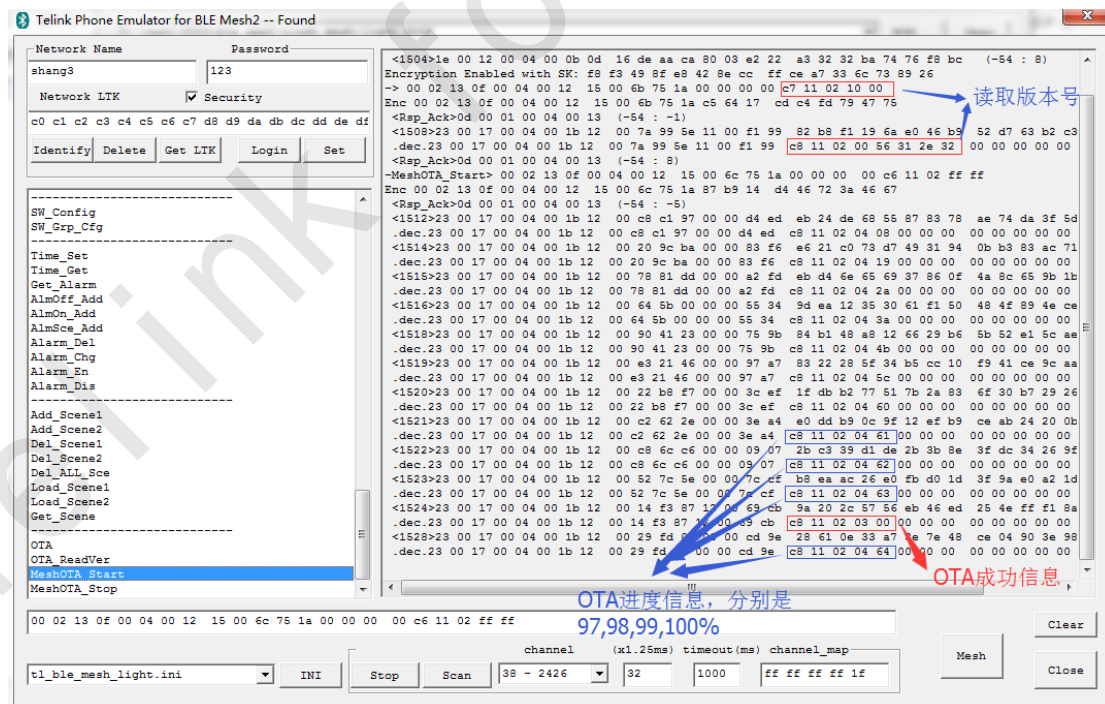 Telink Phone Emulator for BLE Mesh2 -- Found
Network Name
Password
shang3
123
Network LTK
Security
c0 c1 c2 c3 c4 c5 c6 c7 d8 d9 da db dc dd de df
Identify
Delete
Get LTK
Login
Set
SW_Config
SW_Grp_Cfg
Time_Set
Time_Get
Get_Alarm
AlmOff_Add
AlmOn_Add
AlmSce_Add
Alarm_Del
Alarm_Chg
Alarm_En
Alarm_Dis
Add_Scene1
Add_Scene2
Del_Scene1
Del_Scene2
Del_ALL_Sce
Load_Scene1
Load_Scene2
Get_Scene
OTA
OTA_ReadVer
MeshOTA_Start
MeshOTA_Stop
<1504>1e 00 12 00 04 00 0b 0d 16 de aa ca 80 03 e2 22 a3 32 32 ba 74 76 f8 bc (-54 : 8)
Encryption Enabled with SK: f8 f3 49 8f e8 42 8e cc ff ce a7 33 6c 73 89 26
-> 00 02 13 0f 00 04 00 12 15 00 6b 75 1a 00 00 00 00 c7 11 02 10 00
Enc 00 02 13 0f 00 04 00 12 15 00 6b 75 1a c5 64 17 cd c4 fd 79 47 75
<Rsp_Ack>0d 00 01 00 04 00 13 (-54 : -1)
<1508>23 00 17 00 04 00 1b 12 00 7a 99 5e 11 00 f1 99 82 b8 f1 19 6a e0 46 b9 52 d7 63 b2 c3
.dec.23 00 17 00 04 00 1b 12 00 7a 99 5e 11 00 f1 99 c8 11 02 00 56 31 2e 32 00 00 00 00 00
<Rsp_Ack>0d 00 01 00 04 00 13 (-54 : 8)
-MeshOTA_Start> 00 02 13 0f 00 04 00 12 15 00 6c 75 1a 00 00 00 00 c6 11 02 ff ff
Enc 00 02 13 0f 00 04 00 12 15 00 6c 75 1a 87 b9 14 d4 46 72 3a 46 67
<Rsp_Ack>0d 00 01 00 04 00 13 (-54 : -5)
<1512>23 00 17 00 04 00 1b 12 00 c8 c1 97 00 00 d4 ed eb 24 de 68 55 87 83 78 ae 74 da 3f 5d
.dec.23 00 17 00 04 00 1b 12 00 c8 c1 97 00 00 d4 ed c8 11 02 04 08 00 00 00 00 00 00 00 00
<1514>23 00 17 00 04 00 1b 12 00 20 9c ba 00 00 83 f6 e6 21 c0 73 d7 49 31 94 0b b3 83 ac 71
.dec.23 00 17 00 04 00 1b 12 00 20 9c ba 00 00 83 f6 c8 11 02 04 19 00 00 00 00 00 00 00 00
<1515>23 00 17 00 04 00 1b 12 00 78 81 dd 00 00 a2 fd eb d4 6e 65 69 37 86 0f 4a 8c 65 9b 1b
.dec.23 00 17 00 04 00 1b 12 00 78 81 dd 00 00 a2 fd c8 11 02 04 2a 00 00 00 00 00 00 00 00
<1516>23 00 17 00 04 00 1b 12 00 64 5b 00 00 00 55 34 9d ea 12 35 30 61 f1 50 48 4f 89 4e ce
.dec.23 00 17 00 04 00 1b 12 00 64 5b 00 00 00 55 34 c8 11 02 04 3a 00 00 00 00 00 00 00 00
<1518>23 00 17 00 04 00 1b 12 00 90 41 23 00 00 75 9b 84 b1 48 a8 12 66 29 b6 5b 52 e1 5c ae
.dec.23 00 17 00 04 00 1b 12 00 90 41 23 00 00 75 9b c8 11 02 04 4b 00 00 00 00 00 00 00 00
<1519>23 00 17 00 04 00 1b 12 00 e3 21 46 00 00 97 a7 83 22 28 5f 34 b5 cc 10 f9 41 ce 9c aa
.dec.23 00 17 00 04 00 1b 12 00 e3 21 46 00 00 97 a7 c8 11 02 04 5c 00 00 00 00 00 00 00 00
<1520>23 00 17 00 04 00 1b 12 00 22 b8 f7 00 00 3c ef 1f db b2 77 51 7b 2a 83 6f 30 b7 29 26
.dec.23 00 17 00 04 00 1b 12 00 22 b8 f7 00 00 3c ef c8 11 02 04 60 00 00 00 00 00 00 00 00
<1521>23 00 17 00 04 00 1b 12 00 c2 62 2e 00 00 3e a4 e0 dd b9 0c 9f 12 ef b9 ce ab 24 20 0b
.dec.23 00 17 00 04 00 1b 12 00 c2 62 2e 00 00 3e a4 c8 11 02 04 61 00 00 00 00 00 00 00 00
<1522>23 00 17 00 04 00 1b 12 00 c8 6c c6 00 00 09 07 2b c3 39 d1 de 2b 3b 8e 3f dc 34 26 9f
.dec.23 00 17 00 04 00 1b 12 00 c8 6c c6 00 00 09 07 c8 11 02 04 62 00 00 00 00 00 00 00 00
<1523>23 00 17 00 04 00 1b 12 00 52 7c 5e 00 00 7c cf b8 ea ac 26 e0 fb d0 1d 3f 9a e0 a2 1d
.dec.23 00 17 00 04 00 1b 12 00 52 7c 5e 00 00 7c cf c8 11 02 04 63 00 00 00 00 00 00 00 00
<1524>23 00 17 00 04 00 1b 12 00 14 f3 87 12 00 69 cb 9a 20 2c 57 56 eb 46 ed 25 4e ff f1 8a
.dec.23 00 17 00 04 00 1b 12 00 14 f3 87 12 00 69 cb c8 11 02 03 00 00 00 00 00 00 00 00 00
<1528>23 00 17 00 04 00 1b 12 00 29 fd 00 00 cd 9e 28 61 0e 33 a7 7e 48 ce 04 90 3e 98
.dec.23 00 17 00 04 00 1b 12 00 29 fd 00 00 cd 9e c8 11 02 04 64 00 00 00 00 00 00 00 00
读取版本号
OTA成功信息
OTA进度信息，分别是
97,98,99,100%
00 02 13 0f 00 04 00 12 15 00 6c 75 1a 00 00 00 00 c6 11 02 ff ff
Clear
tl_ble_mesh_light.ini
INI
Stop
Scan
channel
38 - 2426
(x1.25ms)
32
timeout(ms)
1000
channel_map
ff ff ff ff 1f
Mesh
Close